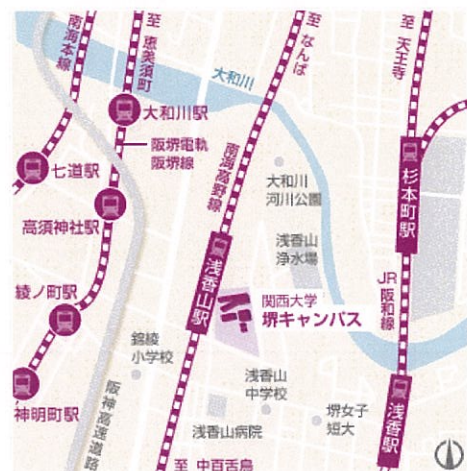 至 恵美須町
至 なんば
至 天王寺
南海本線
大和川
大和川駅
阪堺電軌
阪堺線
南海高野線
七道駅
大和川
河川公園
杉本町駅
高須神社駅
浅香山
浄水場
浅香山駅
JR阪和線
綾ノ町駅
関西大学
堺キャンパス
錦綾
小学校
浅香山
中学校
神明町駅
阪神高速道路
浅香山病院
堺女子
短大
浅香駅
至 中百舌鳥